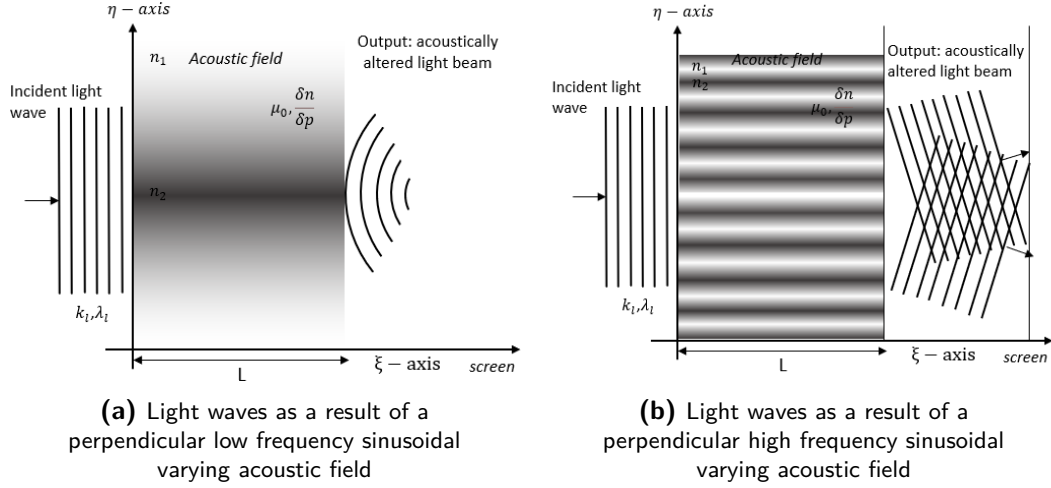 η − axis
n₁
Acoustic field
Output: acoustically
altered light beam
Incident light
wave
μ₀, δn
δp
n₂
kₗ,λₗ
L
ξ − axis
screen
(a) Light waves as a result of a
perpendicular low frequency sinusoidal
varying acoustic field
η − axis
Acoustic field
n₁
n₂
Output: acoustically
altered light beam
Incident light
wave
μ₀, δn
δp
kₗ,λₗ
L
ξ − axis
screen
(b) Light waves as a result of a
perpendicular high frequency sinusoidal
varying acoustic field